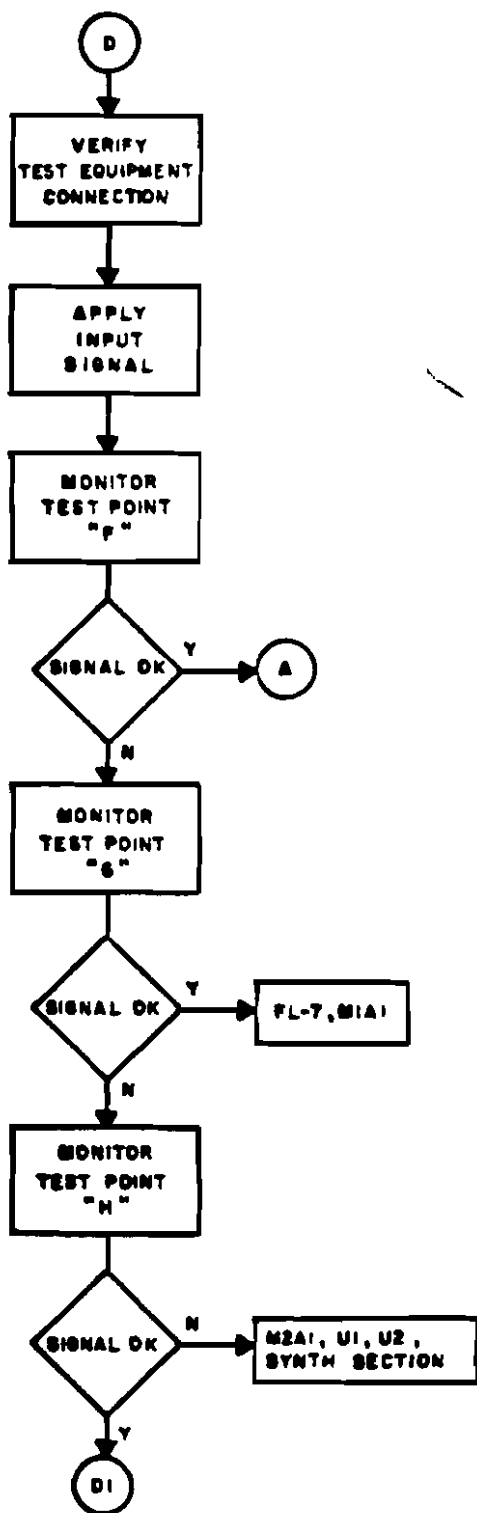 D
VERIFY
TEST EQUIPMENT
CONNECTION
APPLY
INPUT
SIGNAL
MONITOR
TEST POINT
"F"
SIGNAL OK
Y
A
N
MONITOR
TEST POINT
"G"
SIGNAL OK
Y
FL-7, M1A1
N
MONITOR
TEST POINT
"H"
SIGNAL OK
N
M2A1, U1, U2,
SYNTH SECTION
Y
D1